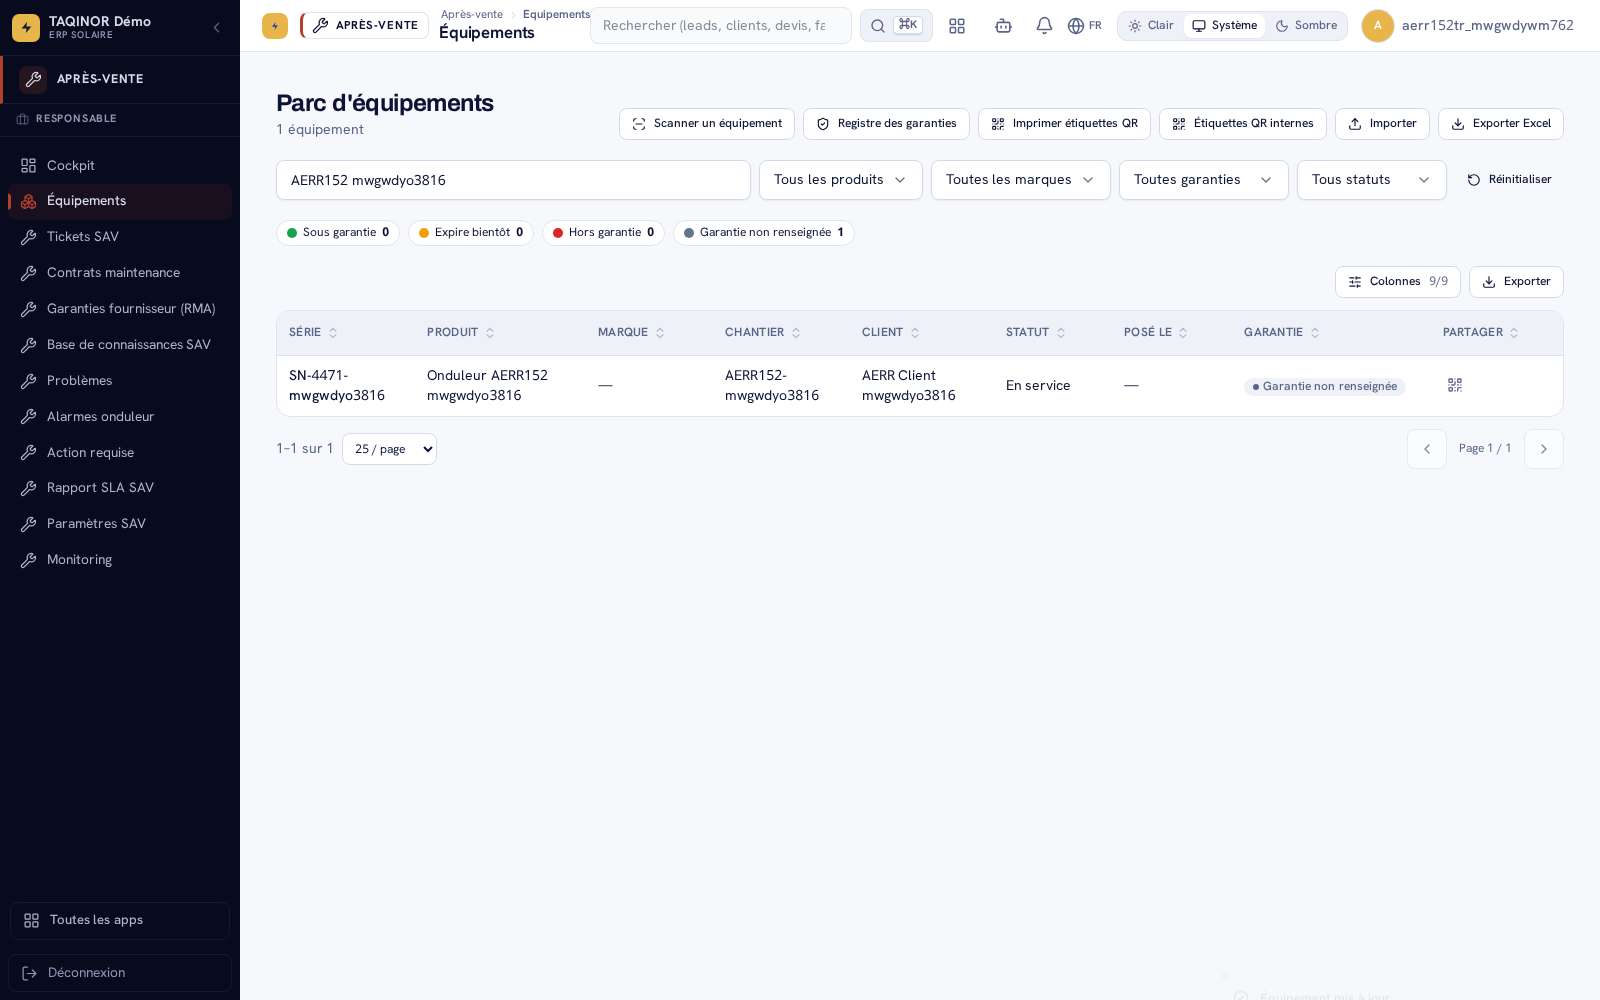 TAQINOR Démo
ERP SOLAIRE
APRÈS-VENTE
RESPONSABLE
Cockpit
Équipements
Tickets SAV
Contrats maintenance
Garanties fournisseur (RMA)
Base de connaissances SAV
Problèmes
Alarmes onduleur
Action requise
Rapport SLA SAV
Paramètres SAV
Monitoring
Toutes les apps
Déconnexion
APRÈS-VENTE
Après-vente Equipements
Équipements
Rechercher (leads, clients, devis, fa
⌘K
FR
Clair Système Sombre
A aerr152tr_mwgwdywm762
Parc d'équipements
1 équipement
Scanner un équipement Registre des garanties Imprimer étiquettes QR Étiquettes QR internes Importer Exporter Excel
AERR152 mwgwdyo3816 Tous les produits Toutes les marques Toutes garanties Tous statuts Réinitialiser
Sous garantie 0 Expire bientôt 0 Hors garantie 0 Garantie non renseignée 1
Colonnes 9/9 Exporter
SÉRIE PRODUIT MARQUE CHANTIER CLIENT STATUT POSÉ LE GARANTIE PARTAGER
SN-4471-mwgwdyo3816 Onduleur AERR152 mwgwdyo3816 — AERR152-mwgwdyo3816 AERR Client mwgwdyo3816 En service — Garantie non renseignée
1–1 sur 1 25 / page Page 1 / 1
Équipement mis à jour